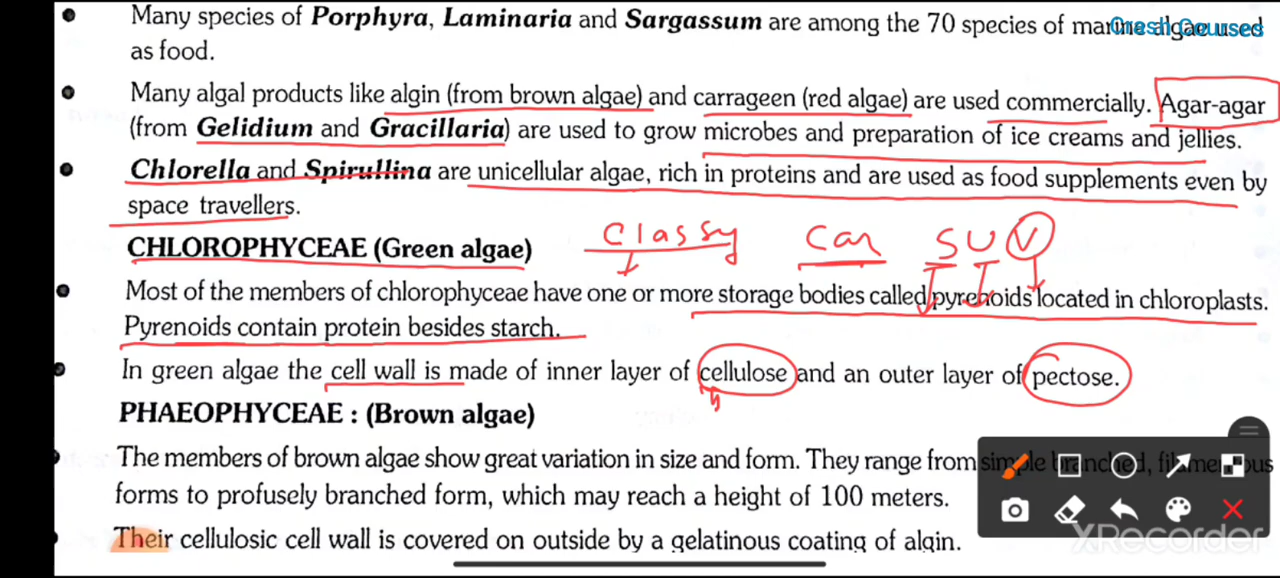 Many species of Porphyra, Laminaria and Sargassum are among the 70 species of marine algae used
Crash Courses
as food.
Many algal products like algin (from brown algae) and carrageen (red algae) are used commercially. Agar-agar
(from Gelidium and Gracillaria) are used to grow microbes and preparation of ice creams and jellies.
Chlorella and Spirullina are unicellular algae, rich in proteins and are used as food supplements even by
space travellers.
CHLOROPHYCEAE (Green algae) Classy Car SUV
Most of the members of chlorophyceae have one or more storage bodies called pyrenoids located in chloroplasts.
Pyrenoids contain protein besides starch.
In green algae the cell wall is made of inner layer of cellulose and an outer layer of pectose.
PHAEOPHYCEAE : (Brown algae)
The members of brown algae show great variation in size and form. They range from simple branched, filamentous
forms to profusely branched form, which may reach a height of 100 meters.
Their cellulosic cell wall is covered on outside by a gelatinous coating of algin.
XRecorder